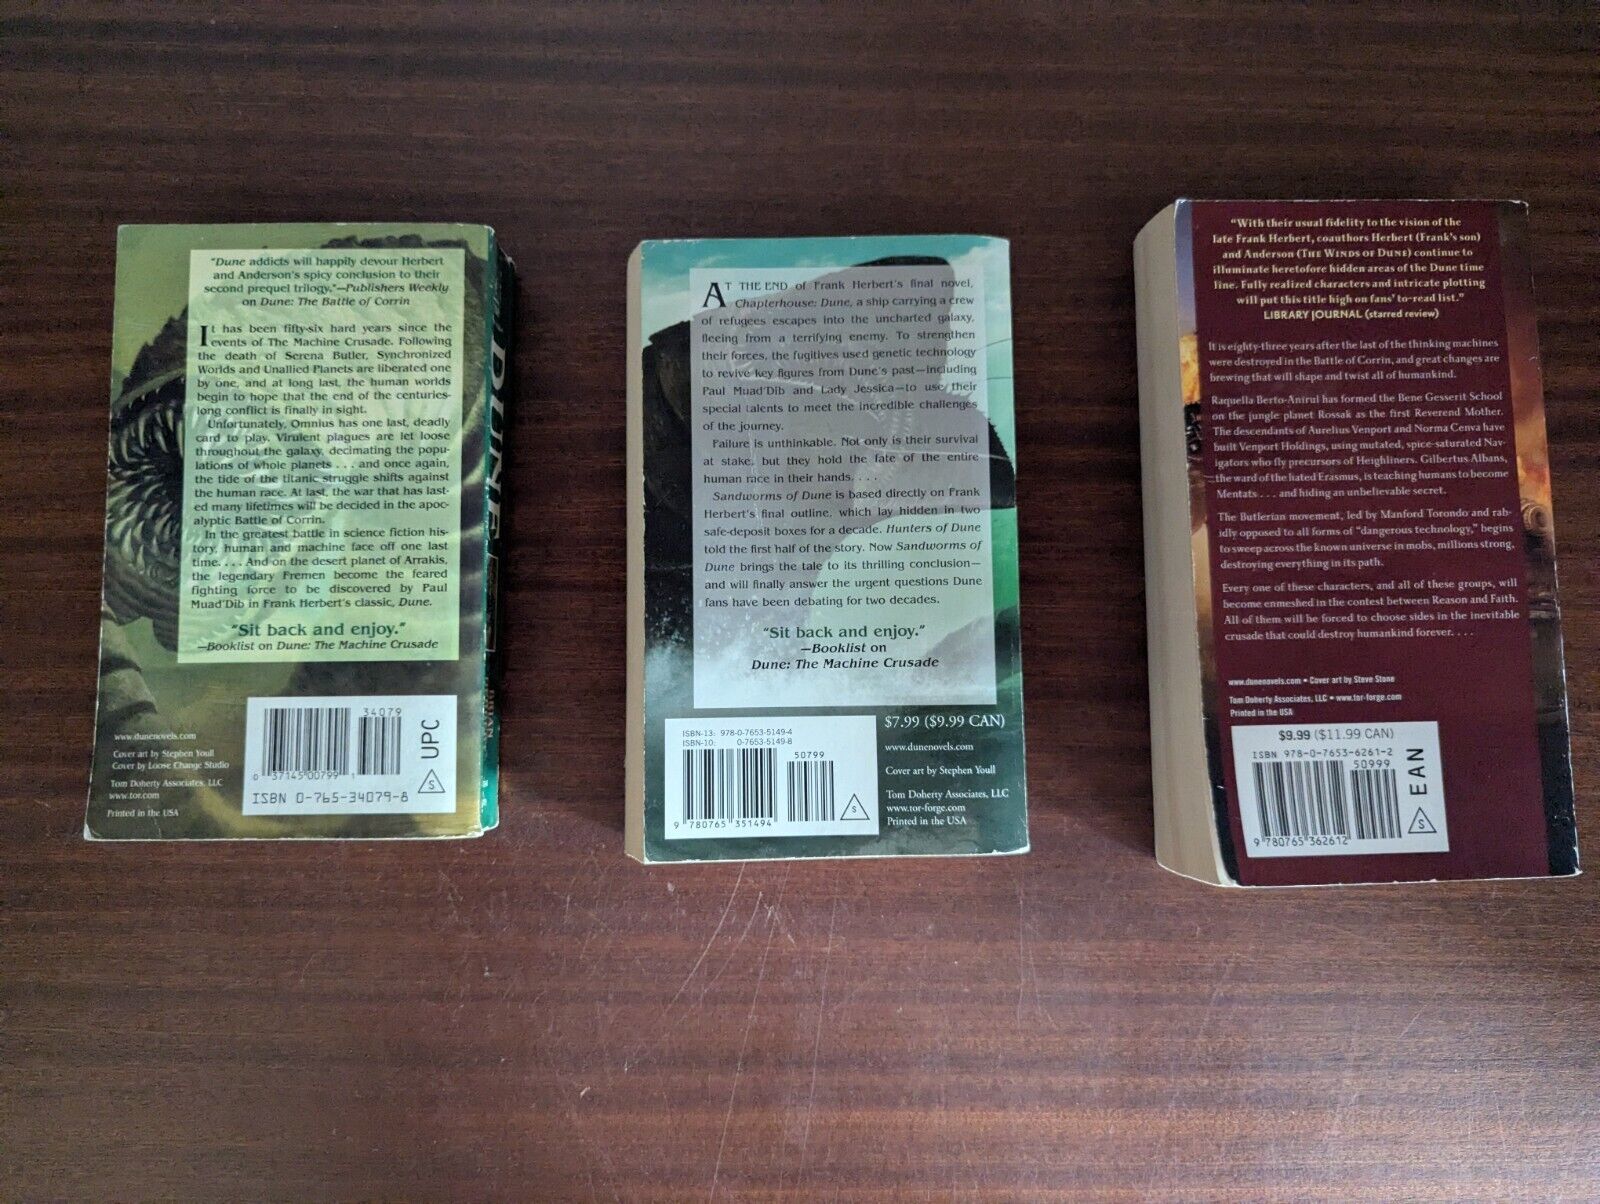 "Dune addicts will happily devour Herbert
and Anderson's spicy conclusion to their
second prequel trilogy."—Publishers Weekly
on Dune: The Battle of Corrin
It has been fifty-six hard years since the
events of The Machine Crusade. Following
the death of Serena Butler, Synchronized
Worlds and Unallied Planets are liberated one
by one, and at long last, the human worlds
begin to hope that the end of the centuries-
long conflict is finally in sight.
Unfortunately, Omnius has one last, deadly
card to play. Virulent plagues are let loose
throughout the galaxy, decimating the popu-
lations of whole planets . . . and once again,
the tide of the titanic struggle shifts against
the human race. At last, the war that has last-
ed many lifetimes will be decided in the apoc-
alyptic Battle of Corrin.
In the greatest battle in science fiction his-
tory, human and machine face off one last
time. . . . And on the desert planet of Arrakis,
the legendary Fremen become the feared
fighting force to be discovered by Paul
Muad'Dib in Frank Herbert's classic, Dune.
"Sit back and enjoy."
—Booklist on Dune: The Machine Crusade
www.dunenovels.com
Cover art by Stephen Youll
Cover by Loose Change Studio
Tom Doherty Associates, LLC
www.tor.com
Printed in the USA
34079
0 37145 00799 1
UPC
S
ISBN 0-765-34079-8
DUNE
BRIAN
AT THE END of Frank Herbert's final novel,
Chapterhouse: Dune, a ship carrying a crew
of refugees escapes into the uncharted galaxy,
fleeing from a terrifying enemy. To strengthen
their forces, the fugitives used genetic technology
to revive key figures from Dune's past—including
Paul Muad'Dib and Lady Jessica—to use their
special talents to meet the incredible challenges
of the journey.
Failure is unthinkable. Not only is their survival
at stake, but they hold the fate of the entire
human race in their hands. . . .
Sandworms of Dune is based directly on Frank
Herbert's final outline, which lay hidden in two
safe-deposit boxes for a decade. Hunters of Dune
told the first half of the story. Now Sandworms of
Dune brings the tale to its thrilling conclusion—
and will finally answer the urgent questions Dune
fans have been debating for two decades.
"Sit back and enjoy."
—Booklist on
Dune: The Machine Crusade
$7.99 ($9.99 CAN)
ISBN-13: 978-0-7653-5149-4
ISBN-10: 0-7653-5149-8
50799
9 780765 351494
S
www.dunenovels.com
Cover art by Stephen Youll
Tom Doherty Associates, LLC
www.tor-forge.com
Printed in the USA
"With their usual fidelity to the vision of the
late Frank Herbert, coauthors Herbert (Frank's son)
and Anderson (THE WINDS OF DUNE) continue to
illuminate heretofore hidden areas of the Dune time
line. Fully realized characters and intricate plotting
will put this title high on fans' to-read list."
LIBRARY JOURNAL (starred review)
It is eighty-three years after the last of the thinking machines
were destroyed in the Battle of Corrin, and great changes are
brewing that will shape and twist all of humankind.
Raquella Berto-Anirul has formed the Bene Gesserit School
on the jungle planet Rossak as the first Reverend Mother.
The descendants of Aurelius Venport and Norma Cenva have
built Venport Holdings, using mutated, spice-saturated Nav-
igators who fly precursors of Heighliners. Gilbertus Albans,
the ward of the hated Erasmus, is teaching humans to become
Mentats . . . and hiding an unbelievable secret.
The Butlerian movement, led by Manford Torondo and rab-
idly opposed to all forms of "dangerous technology," begins
to sweep across the known universe in mobs, millions strong,
destroying everything in its path.
Every one of these characters, and all of these groups, will
become enmeshed in the contest between Reason and Faith.
All of them will be forced to choose sides in the inevitable
crusade that could destroy humankind forever. . . .
www.dunenovels.com • Cover art by Steve Stone
Tom Doherty Associates, LLC • www.tor-forge.com
Printed in the USA
$9.99 ($11.99 CAN)
ISBN 978-0-7653-6261-2
50999
9 780765 362612
S
EAN